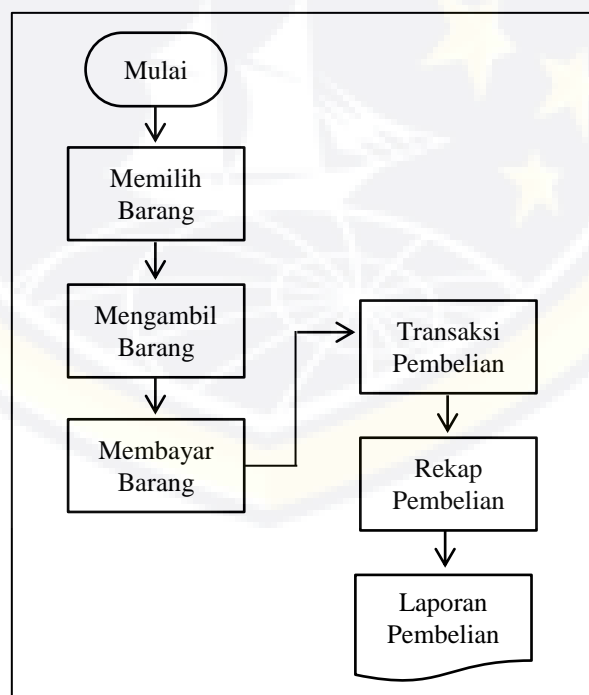 Mulai
Memilih
Barang
Mengambil
Barang
Membayar
Barang
Transaksi
Pembelian
Rekap
Pembelian
Laporan
Pembelian